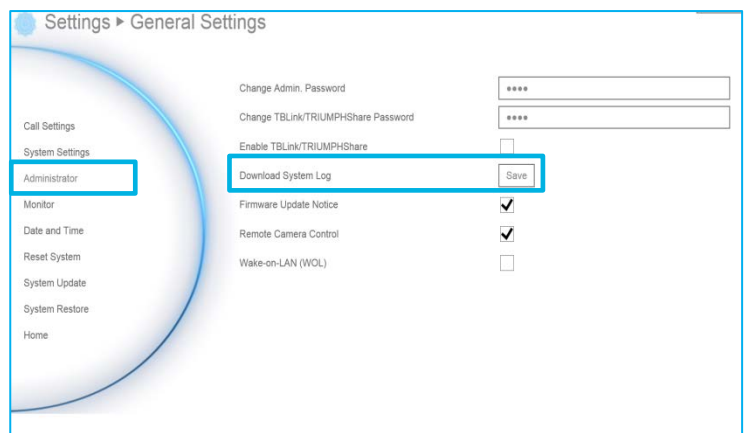 Settings ▸ General Settings
Call Settings
System Settings
Administrator
Monitor
Date and Time
Reset System
System Update
System Restore
Home
Change Admin. Password ••••
Change TBLink/TRIUMPHShare Password ••••
Enable TBLink/TRIUMPHShare
Download System Log Save
Firmware Update Notice
Remote Camera Control
Wake-on-LAN (WOL)